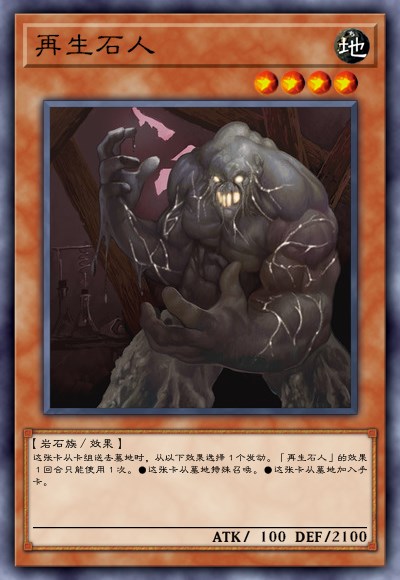 再生石人
地
【岩石族／效果】
这张卡从卡组送去墓地时，从以下效果选择1个发动。「再生石人」的效果
1回合只能使用1次。●这张卡从墓地特殊召唤。●这张卡从墓地加入手
卡。
ATK/ 100 DEF/2100